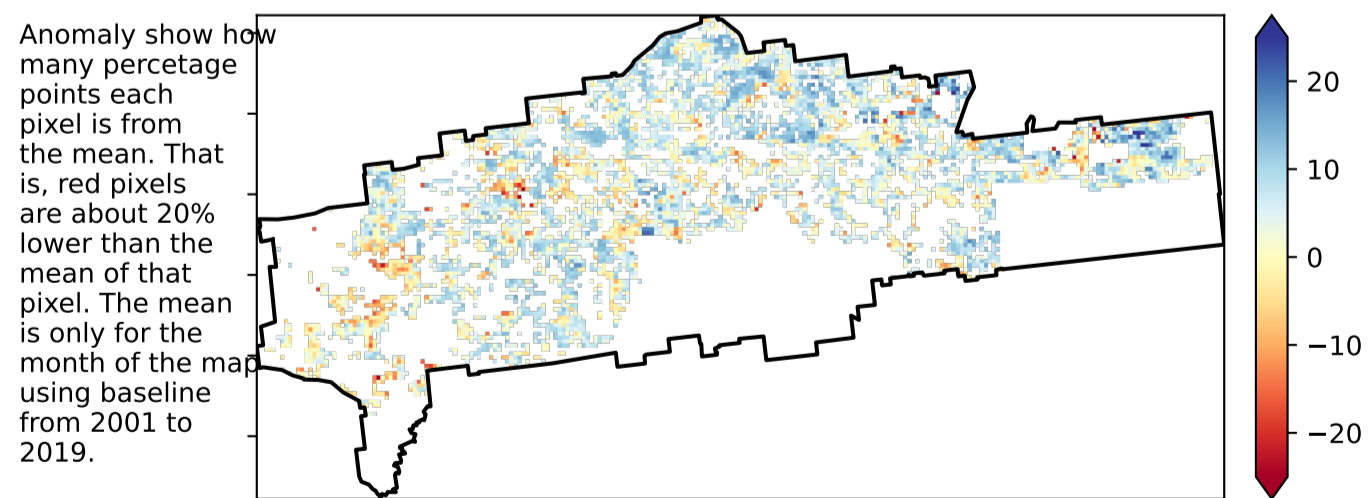 Anomaly show how
many percetage
points each
pixel is from
the mean. That
is, red pixels
are about 20%
lower than the
mean of that
pixel. The mean
is only for the
month of the map
using baseline
from 2001 to
2019.
20
10
0
−10
−20